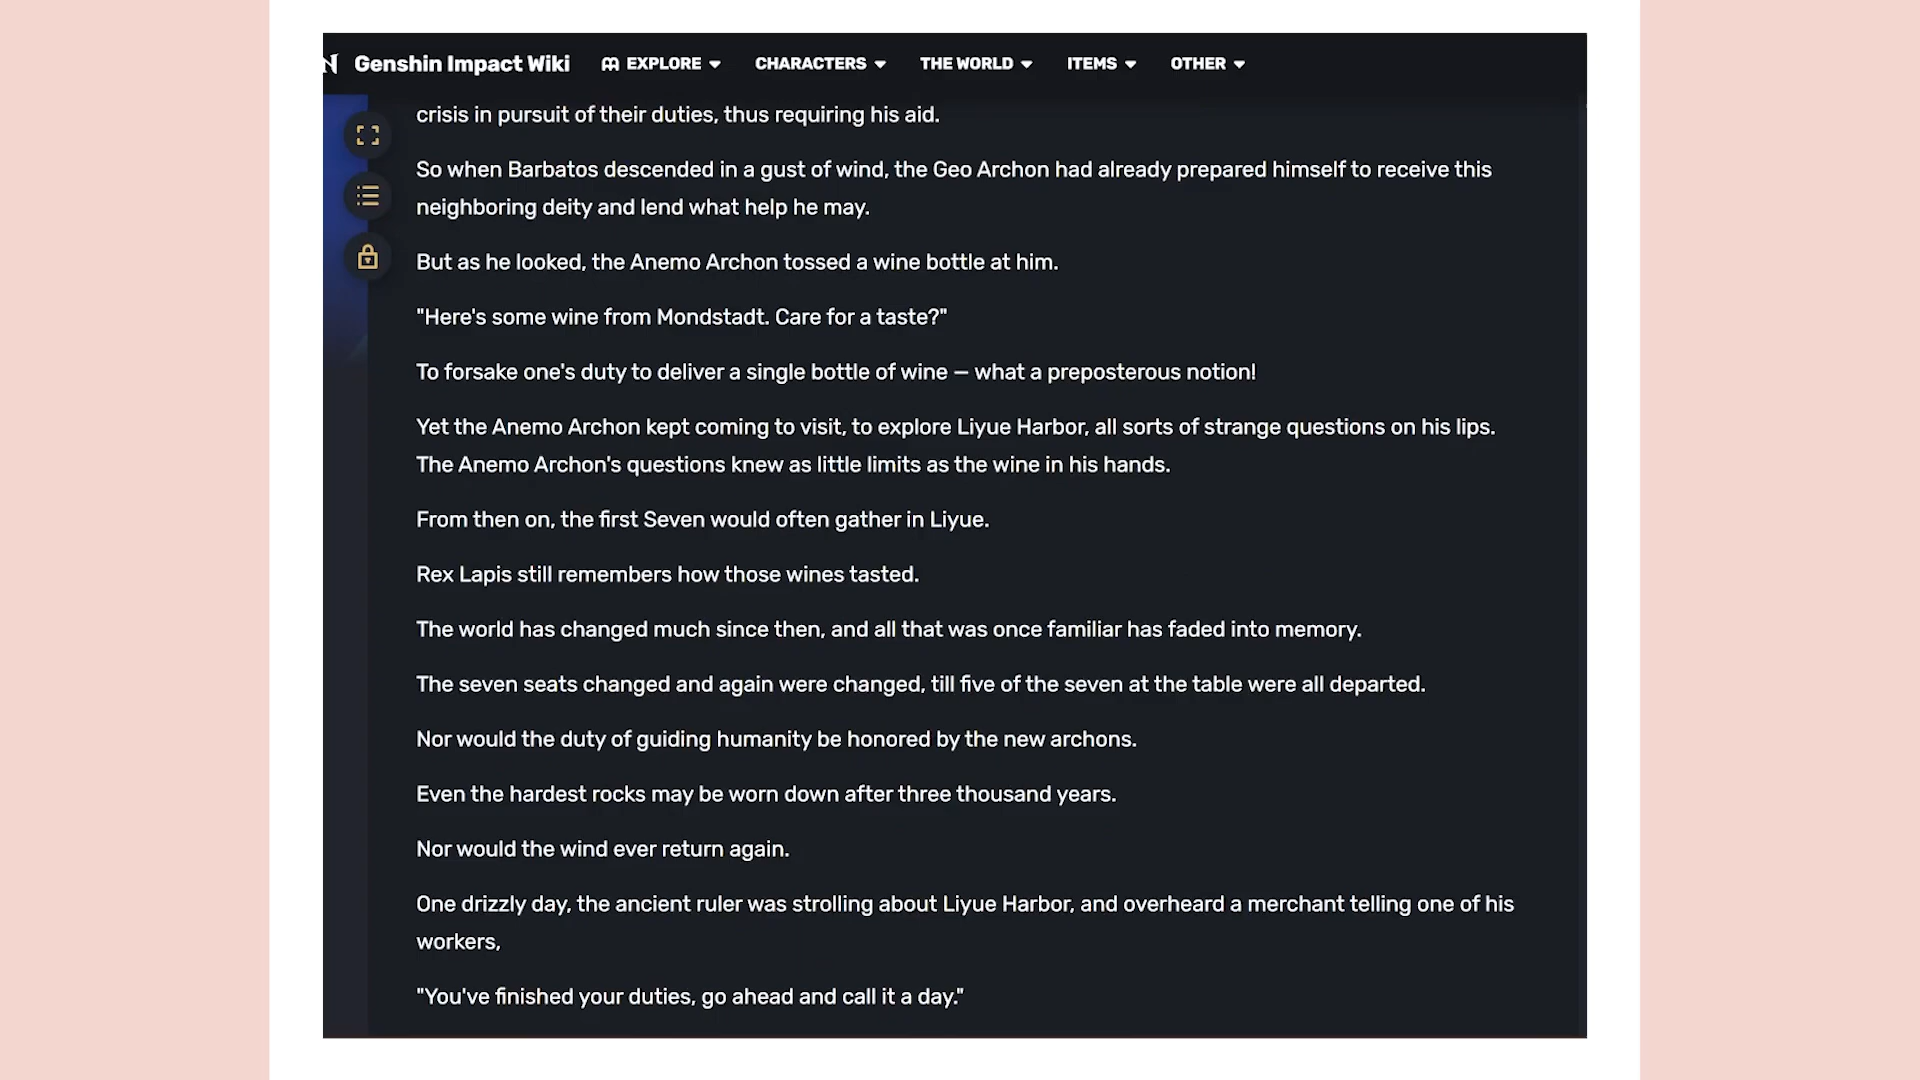 Genshin Impact Wiki EXPLORE CHARACTERS THE WORLD ITEMS OTHER
crisis in pursuit of their duties, thus requiring his aid.
So when Barbatos descended in a gust of wind, the Geo Archon had already prepared himself to receive this
neighboring deity and lend what help he may.
But as he looked, the Anemo Archon tossed a wine bottle at him.
"Here's some wine from Mondstadt. Care for a taste?"
To forsake one's duty to deliver a single bottle of wine — what a preposterous notion!
Yet the Anemo Archon kept coming to visit, to explore Liyue Harbor, all sorts of strange questions on his lips.
The Anemo Archon's questions knew as little limits as the wine in his hands.
From then on, the first Seven would often gather in Liyue.
Rex Lapis still remembers how those wines tasted.
The world has changed much since then, and all that was once familiar has faded into memory.
The seven seats changed and again were changed, till five of the seven at the table were all departed.
Nor would the duty of guiding humanity be honored by the new archons.
Even the hardest rocks may be worn down after three thousand years.
Nor would the wind ever return again.
One drizzly day, the ancient ruler was strolling about Liyue Harbor, and overheard a merchant telling one of his
workers,
"You've finished your duties, go ahead and call it a day."